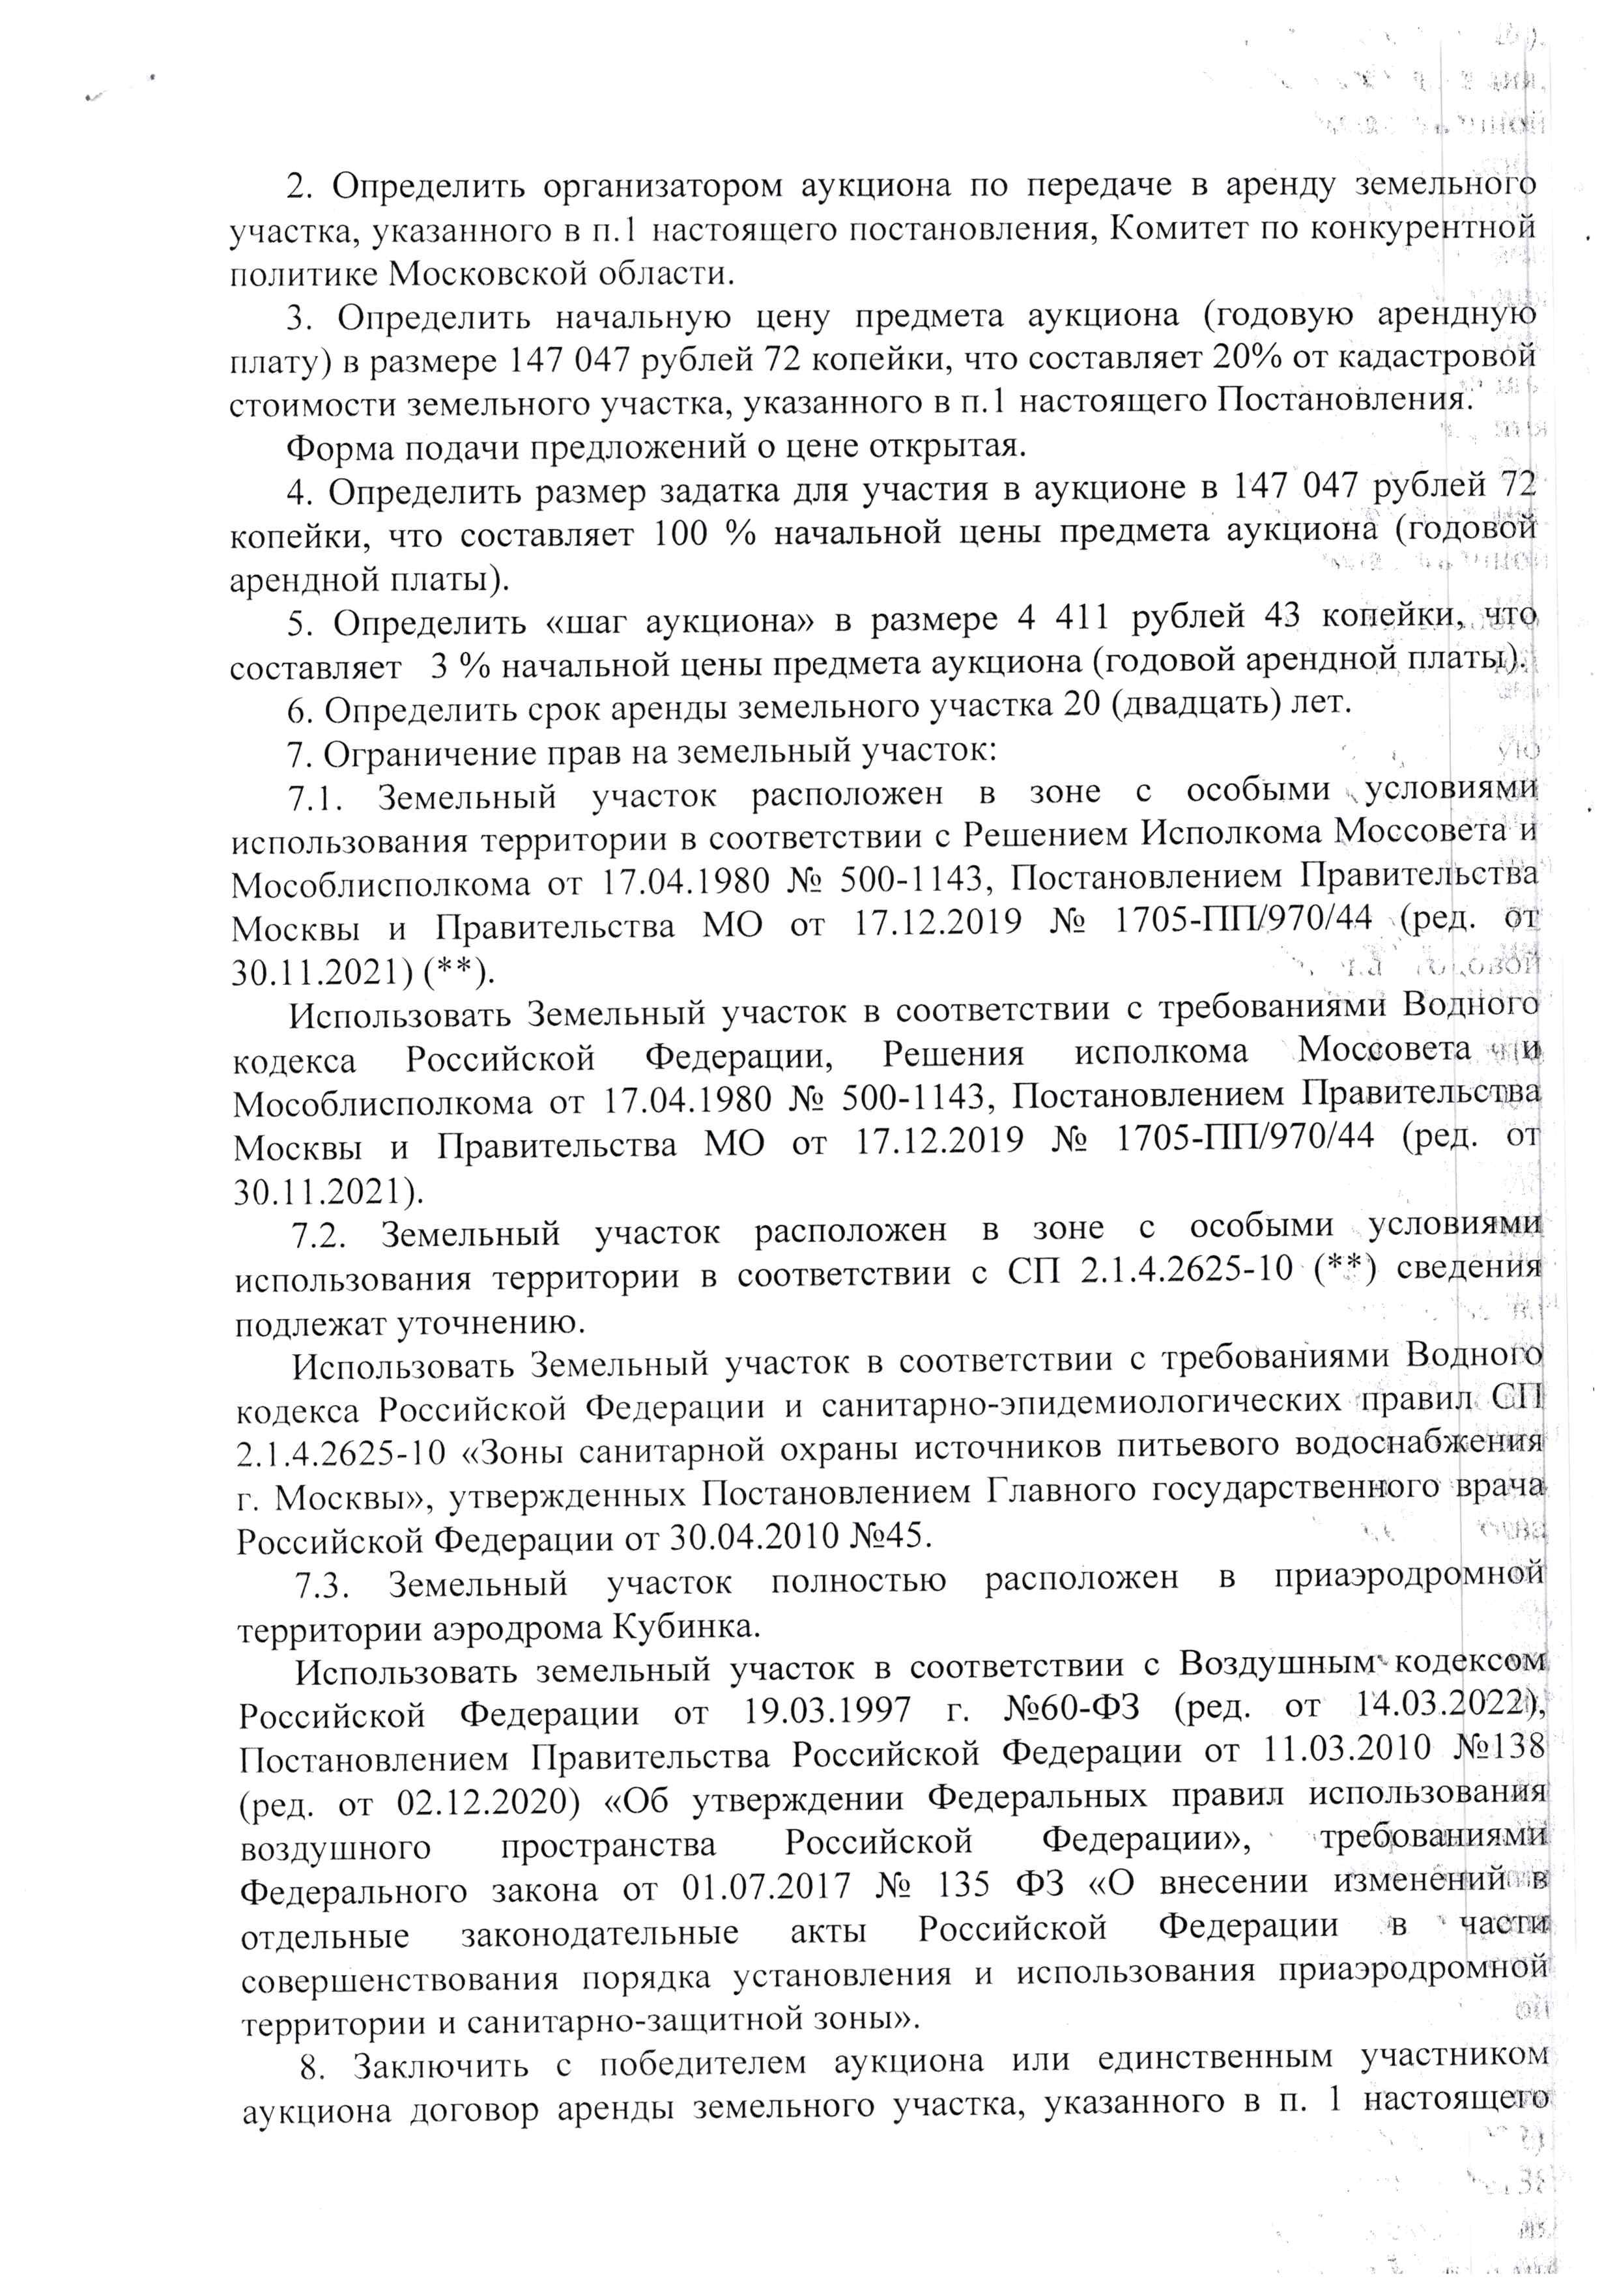 2. Определить организатором аукциона по передаче в аренду земельного
участка, указанного в п.1 настоящего постановления, Комитет по конкурентной
политике Московской области.
3. Определить начальную цену предмета аукциона (годовую арендную
плату) в размере 147 047 рублей 72 копейки, что составляет 20% от кадастровой
стоимости земельного участка, указанного в п.1 настоящего Постановления.
Форма подачи предложений о цене открытая.
4. Определить размер задатка для участия в аукционе в 147 047 рублей 72
копейки, что составляет 100 % начальной цены предмета аукциона (годовой
арендной платы).
5. Определить «шаг аукциона» в размере 4 411 рублей 43 копейки, что
составляет 3 % начальной цены предмета аукциона (годовой арендной платы).
6. Определить срок аренды земельного участка 20 (двадцать) лет.
7. Ограничение прав на земельный участок:
7.1. Земельный участок расположен в зоне с особыми условиями
использования территории в соответствии с Решением Исполкома Моссовета и
Мособлисполкома от 17.04.1980 № 500-1143, Постановлением Правительства
Москвы и Правительства МО от 17.12.2019 № 1705-ПП/970/44 (ред. от
30.11.2021) (**).
Использовать Земельный участок в соответствии с требованиями Водного
кодекса Российской Федерации, Решения исполкома Моссовета и
Мособлисполкома от 17.04.1980 № 500-1143, Постановлением Правительства
Москвы и Правительства МО от 17.12.2019 № 1705-ПП/970/44 (ред. от
30.11.2021).
7.2. Земельный участок расположен в зоне с особыми условиями
использования территории в соответствии с СП 2.1.4.2625-10 (**) сведения
подлежат уточнению.
Использовать Земельный участок в соответствии с требованиями Водного
кодекса Российской Федерации и санитарно-эпидемиологических правил СП
2.1.4.2625-10 «Зоны санитарной охраны источников питьевого водоснабжения
г. Москвы», утвержденных Постановлением Главного государственного врача
Российской Федерации от 30.04.2010 №45.
7.3. Земельный участок полностью расположен в приаэродромной
территории аэродрома Кубинка.
Использовать земельный участок в соответствии с Воздушным кодексом
Российской Федерации от 19.03.1997 г. №60-ФЗ (ред. от 14.03.2022),
Постановлением Правительства Российской Федерации от 11.03.2010 №138
(ред. от 02.12.2020) «Об утверждении Федеральных правил использования
воздушного пространства Российской Федерации», требованиями
Федерального закона от 01.07.2017 № 135 ФЗ «О внесении изменений в
отдельные законодательные акты Российской Федерации в части
совершенствования порядка установления и использования приаэродромной
территории и санитарно-защитной зоны».
8. Заключить с победителем аукциона или единственным участником
аукциона договор аренды земельного участка, указанного в п. 1 настоящего